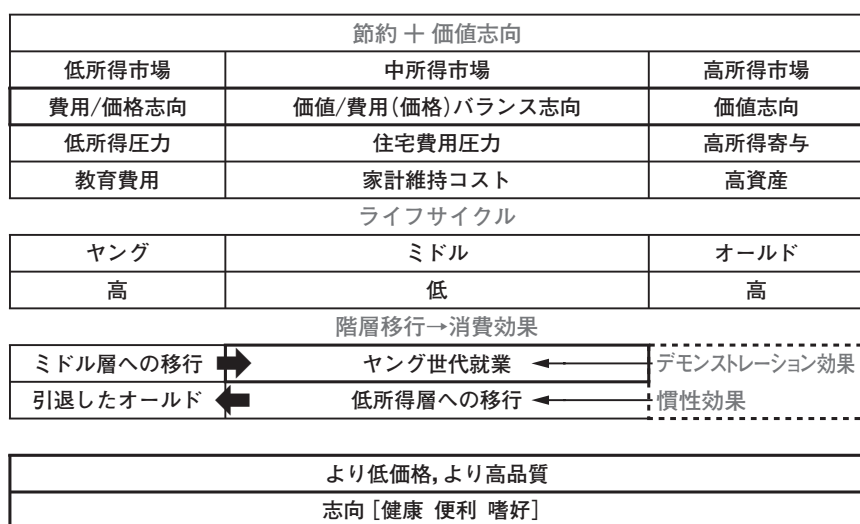 節約 ＋ 価値志向
低所得市場 中所得市場 高所得市場
費用/価格志向 価値/費用(価格)バランス志向 価値志向
低所得圧力 住宅費用圧力 高所得寄与
教育費用 家計維持コスト 高資産
ライフサイクル
ヤング ミドル オールド
高 低 高
階層移行→消費効果
ミドル層への移行 ヤング世代就業 デモンストレーション効果
引退したオールド 低所得層への移行 慣性効果
より低価格，より高品質
志向［健康 便利 嗜好］